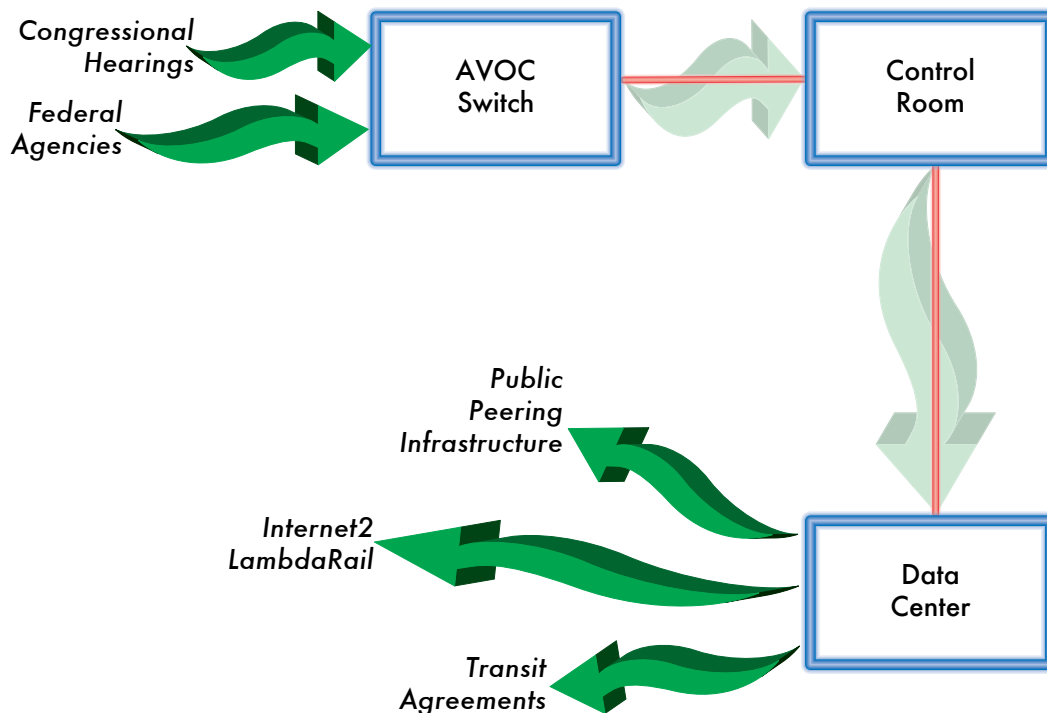 Congressional
Hearings
Federal
Agencies
AVOC
Switch
Control
Room
Public
Peering
Infrastructure
Internet2
LambdaRail
Transit
Agreements
Data
Center